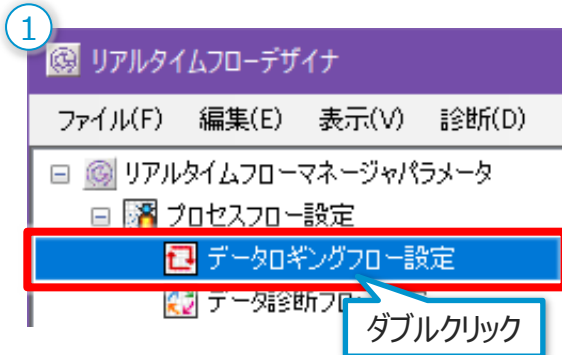 1
リアルタイムフローデザイナ
ファイル(F) 編集(E) 表示(V) 診断(D)
リアルタイムフローマネージャパラメータ
プロセスフロー設定
データロギングフロー設定
データ診断フロー
ダブルクリック